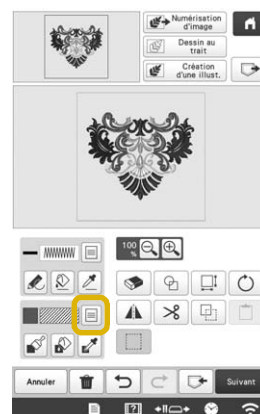 Numérisation
d'image
Dessin au
trait
Création
d'une illust.
100
%
Annuler
Suivant
?